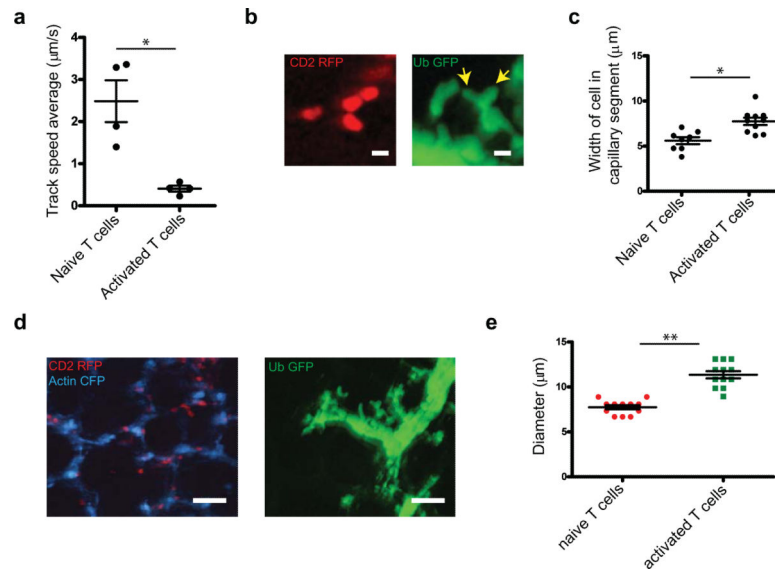 a
Track speed average (μm/s)
5
4
3
2
1
0
*
Naive T cells
Activated T cells
b
CD2 RFP
Ub GFP
c
Width of cell in
capillary segment (μm)
15
10
5
0
*
Naive T cells
Activated T cells
d
CD2 RFP
Actin CFP
Ub GFP
e
Diameter (μm)
15
10
5
0
**
naive T cells
activated T cells